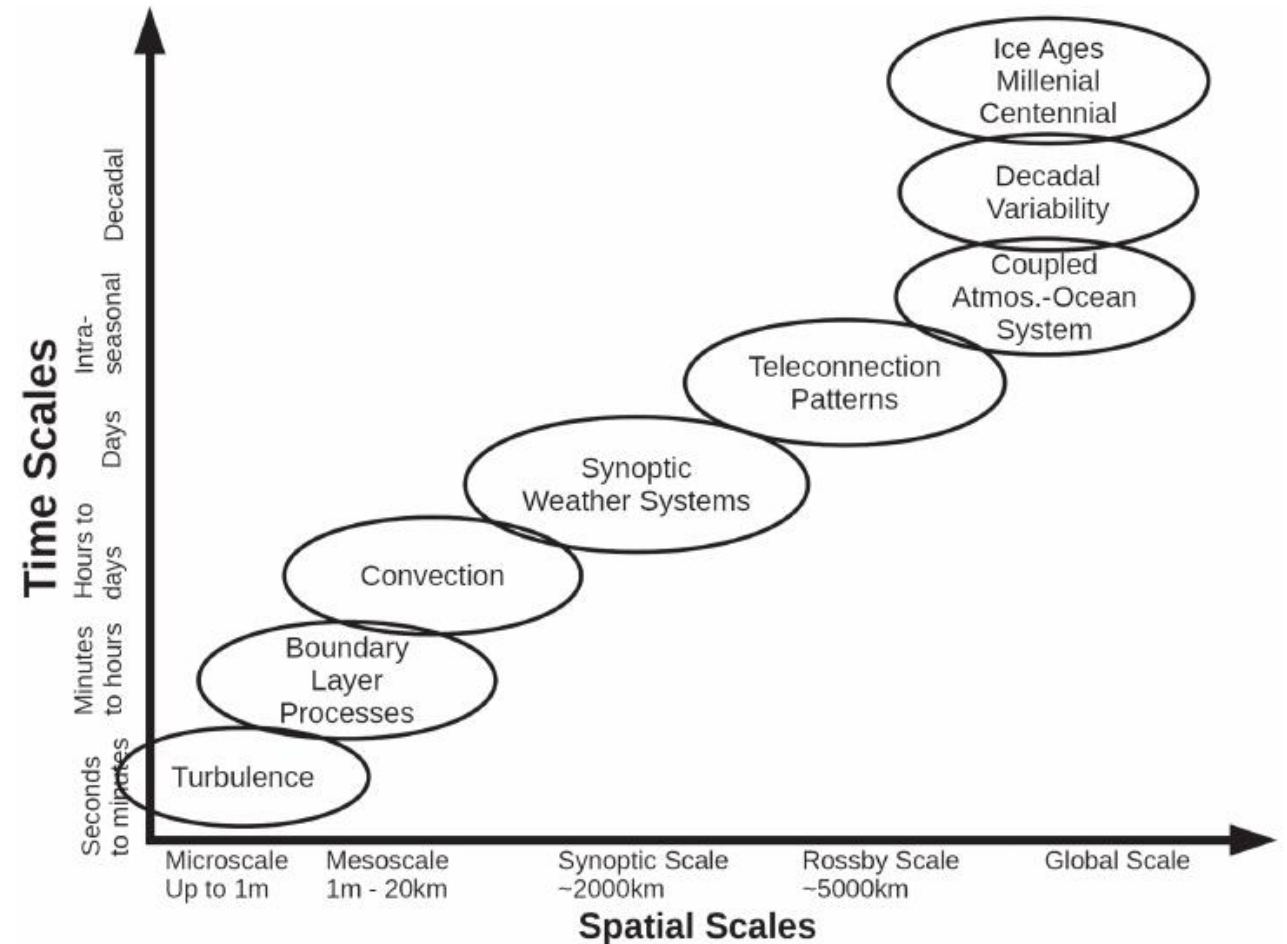 Ice Ages
Millenial
Centennial
Decadal
Variability
Coupled
Atmos.-Ocean
System
Teleconnection
Patterns
Synoptic
Weather Systems
Convection
Boundary
Layer
Processes
Turbulence
Time Scales
Decadal
Intra-
seasonal
Days
Hours to
days
Minutes
to hours
Seconds
to minutes
Microscale
Up to 1m
Mesoscale
1m - 20km
Synoptic Scale
~2000km
Rossby Scale
~5000km
Global Scale
Spatial Scales